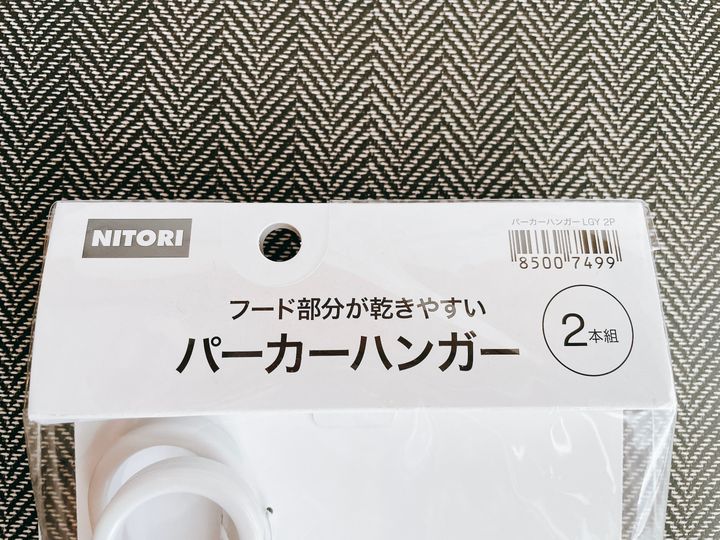 NITORI
パーカーハンガー LGY 2P
8500 7499
フード部分が乾きやすい
パーカーハンガー
2本組